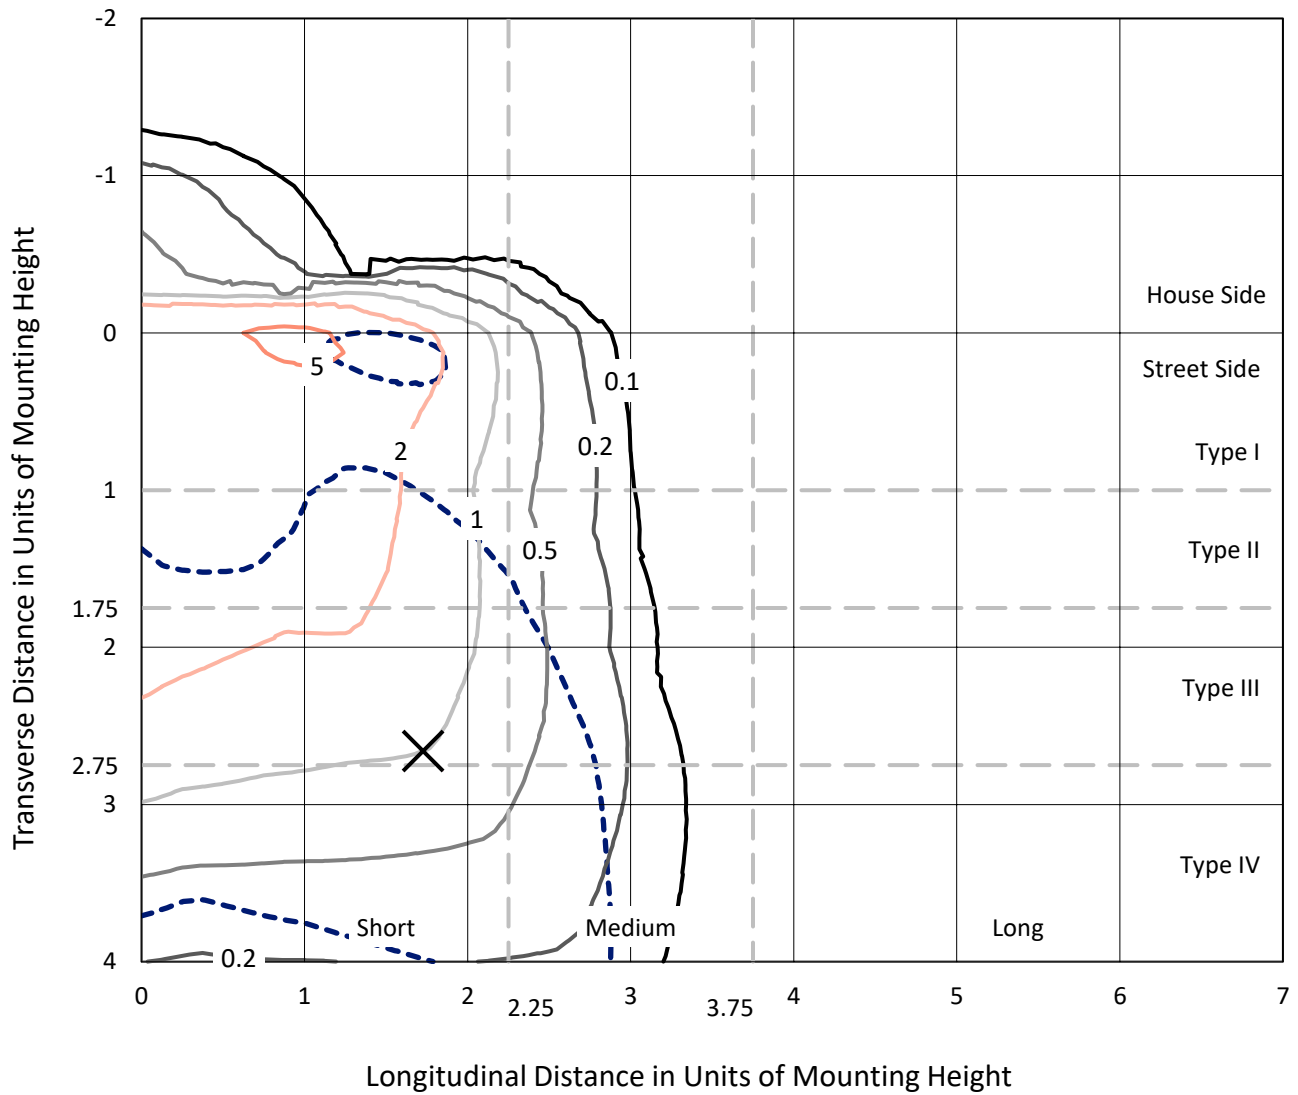 -2
-1
House Side
0
Street Side
5
0.1
2
0.2
Type I
1
1
0.5
Type II
1.75
2
Type III
2.75
3
Type IV
Short
Medium
Long
0.2
4
0
1
2
2.25
3
3.75
4
5
6
7
Transverse Distance in Units of Mounting Height
Longitudinal Distance in Units of Mounting Height